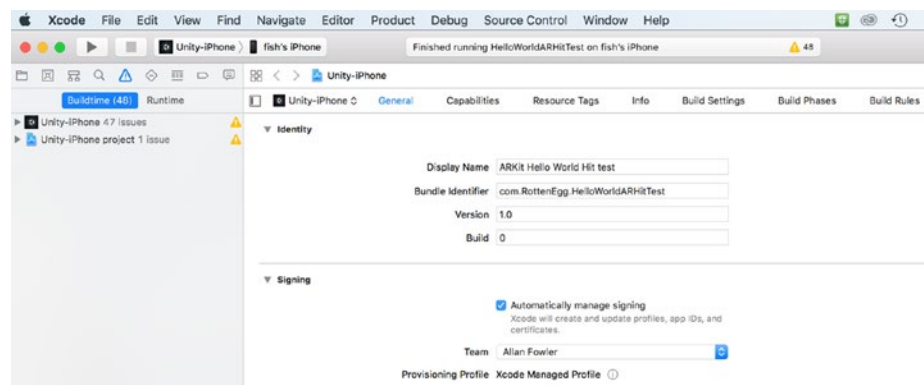 Xcode File Edit View Find Navigate Editor Product Debug Source Control Window Help
Unity-iPhone fish's iPhone Finished running HelloWorldARHitTest on fish's iPhone 48
Unity-iPhone
Buildtime (48) Runtime Unity-iPhone General Capabilities Resource Tags Info Build Settings Build Phases Build Rules
Unity-iPhone 47 issues
Unity-iPhone project 1 issue
Identity
Display Name ARKit Hello World Hit test
Bundle Identifier com.RottenEgg.HelloWorldARHitTest
Version 1.0
Build 0
Signing
Automatically manage signing
Xcode will create and update profiles, app IDs, and
certificates.
Team Allan Fowler
Provisioning Profile Xcode Managed Profile